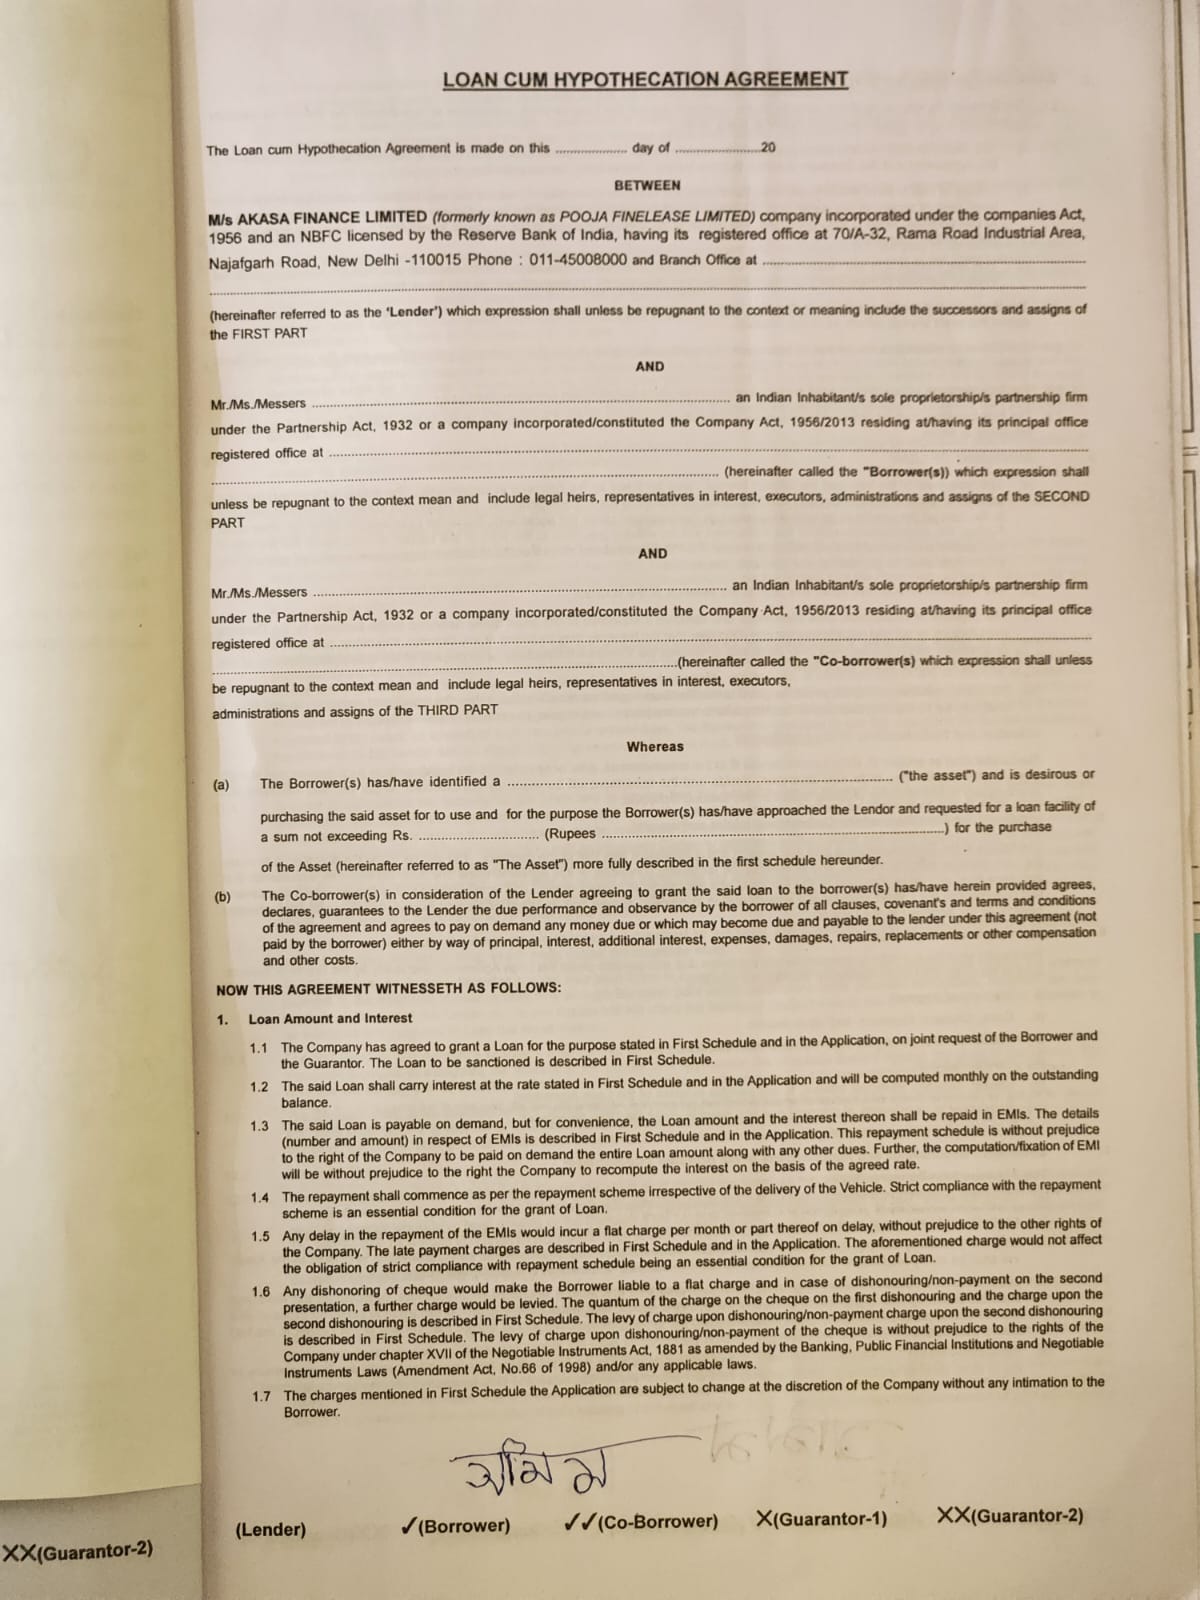 LOAN CUM HYPOTHECATION AGREEMENT
The Loan cum Hypothecation Agreement is made on this .................. day of ......................20
BETWEEN
M/s AKASA FINANCE LIMITED (formerly known as POOJA FINELEASE LIMITED) company incorporated under the companies Act,
1956 and an NBFC licensed by the Reserve Bank of India, having its registered office at 70/A-32, Rama Road Industrial Area,
Najafgarh Road, New Delhi -110015 Phone : 011-45008000 and Branch Office at ..................
..................
(hereinafter referred to as the 'Lender') which expression shall unless be repugnant to the context or meaning include the successors and assigns of
the FIRST PART
AND
Mr./Ms./Messers .................. an Indian Inhabitant/s sole proprietorship/s partnership firm
under the Partnership Act, 1932 or a company incorporated/constituted the Company Act, 1956/2013 residing at/having its principal office
registered office at ..................
.................. (hereinafter called the "Borrower(s)) which expression shall
unless be repugnant to the context mean and include legal heirs, representatives in interest, executors, administrations and assigns of the SECOND
PART
AND
Mr./Ms./Messers .................. an Indian Inhabitant/s sole proprietorship/s partnership firm
under the Partnership Act, 1932 or a company incorporated/constituted the Company Act, 1956/2013 residing at/having its principal office
registered office at ..................
..................(hereinafter called the "Co-borrower(s) which expression shall unless
be repugnant to the context mean and include legal heirs, representatives in interest, executors,
administrations and assigns of the THIRD PART
Whereas
(a) The Borrower(s) has/have identified a .................. ("the asset") and is desirous or
purchasing the said asset for to use and for the purpose the Borrower(s) has/have approached the Lendor and requested for a loan facility of
a sum not exceeding Rs. .................. (Rupees ..................) for the purchase
of the Asset (hereinafter referred to as "The Asset") more fully described in the first schedule hereunder.
(b) The Co-borrower(s) in consideration of the Lender agreeing to grant the said loan to the borrower(s) has/have herein provided agrees,
declares, guarantees to the Lender the due performance and observance by the borrower of all clauses, covenant's and terms and conditions
of the agreement and agrees to pay on demand any money due or which may become due and payable to the lender under this agreement (not
paid by the borrower) either by way of principal, interest, additional interest, expenses, damages, repairs, replacements or other compensation
and other costs.
NOW THIS AGREEMENT WITNESSETH AS FOLLOWS:
1. Loan Amount and Interest
1.1 The Company has agreed to grant a Loan for the purpose stated in First Schedule and in the Application, on joint request of the Borrower and
the Guarantor. The Loan to be sanctioned is described in First Schedule.
1.2 The said Loan shall carry interest at the rate stated in First Schedule and in the Application and will be computed monthly on the outstanding
balance.
1.3 The said Loan is payable on demand, but for convenience, the Loan amount and the interest thereon shall be repaid in EMIs. The details
(number and amount) in respect of EMIs is described in First Schedule and in the Application. This repayment schedule is without prejudice
to the right of the Company to be paid on demand the entire Loan amount along with any other dues. Further, the computation/fixation of EMI
will be without prejudice to the right the Company to recompute the interest on the basis of the agreed rate.
1.4 The repayment shall commence as per the repayment scheme irrespective of the delivery of the Vehicle. Strict compliance with the repayment
scheme is an essential condition for the grant of Loan.
1.5 Any delay in the repayment of the EMIs would incur a flat charge per month or part thereof on delay, without prejudice to the other rights of
the Company. The late payment charges are described in First Schedule and in the Application. The aforementioned charge would not affect
the obligation of strict compliance with repayment schedule being an essential condition for the grant of Loan.
1.6 Any dishonoring of cheque would make the Borrower liable to a flat charge and in case of dishonouring/non-payment on the second
presentation, a further charge would be levied. The quantum of the charge on the cheque on the first dishonouring and the charge upon the
second dishonouring is described in First Schedule. The levy of charge upon dishonouring/non-payment charge upon the second dishonouring
is described in First Schedule. The levy of charge upon dishonouring/non-payment of the cheque is without prejudice to the rights of the
Company under chapter XVII of the Negotiable Instruments Act, 1881 as amended by the Banking, Public Financial Institutions and Negotiable
Instruments Laws (Amendment Act, No.66 of 1998) and/or any applicable laws.
1.7 The charges mentioned in First Schedule the Application are subject to change at the discretion of the Company without any intimation to the
Borrower.
(Lender) ✓(Borrower) ✓✓(Co-Borrower) X(Guarantor-1) XX(Guarantor-2)
XX(Guarantor-2)